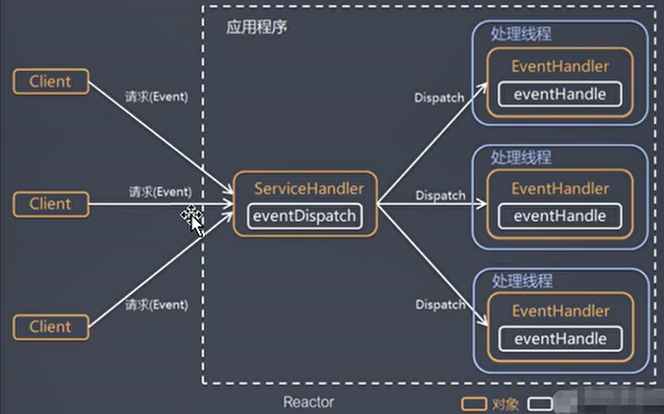 应用程序
处理线程
EventHandler
eventHandle
Client
请求(Event)
Dispatch
处理线程
EventHandler
eventHandle
Client
请求(Event)
ServiceHandler
eventDispatch
Dispatch
处理线程
EventHandler
eventHandle
Client
请求(Event)
Dispatch
Reactor
对象